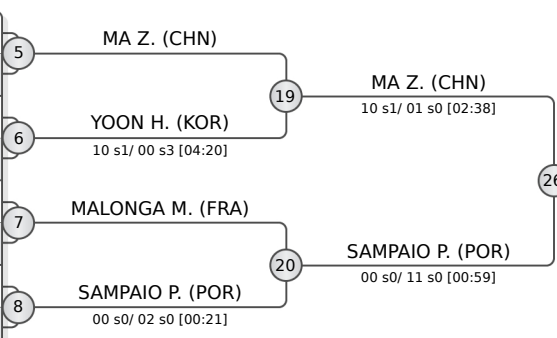 5
MA Z. (CHN)
19
MA Z. (CHN)
10 s1/ 01 s0 [02:38]
6
YOON H. (KOR)
10 s1/ 00 s3 [04:20]
26
7
MALONGA M. (FRA)
20
SAMPAIO P. (POR)
00 s0/ 11 s0 [00:59]
8
SAMPAIO P. (POR)
00 s0/ 02 s0 [00:21]